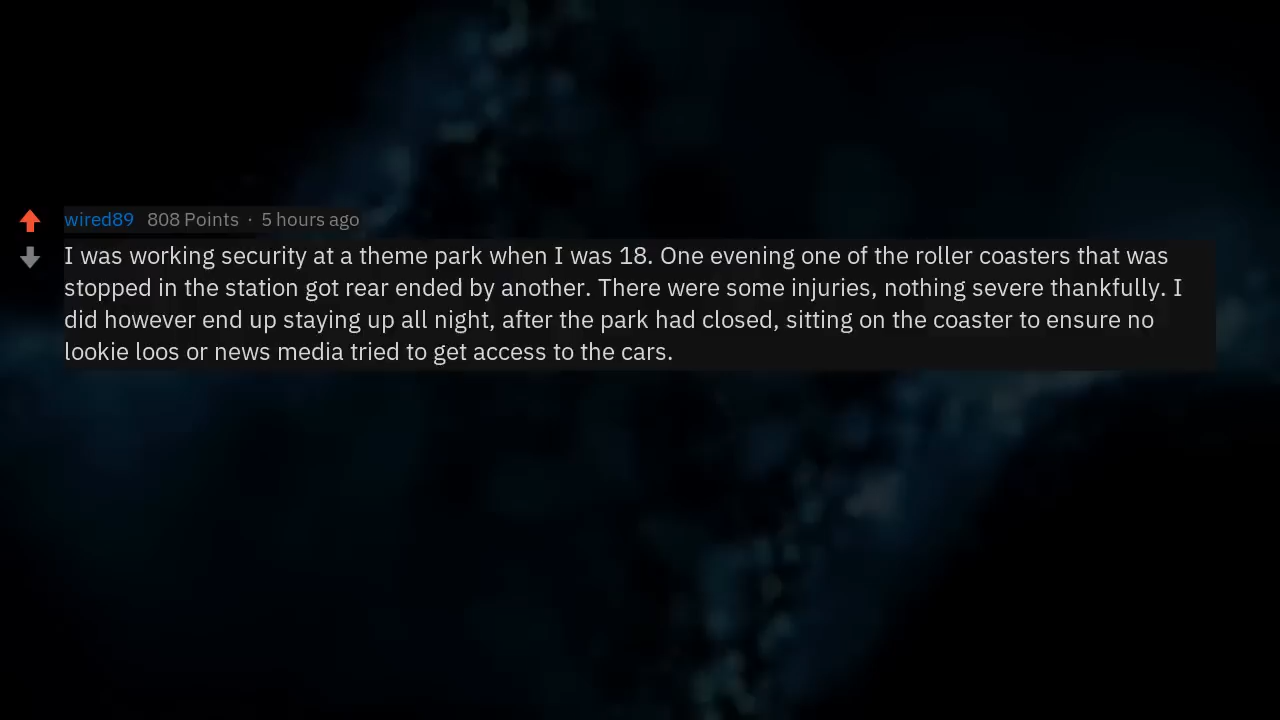 wired89 808 Points · 5 hours ago
I was working security at a theme park when I was 18. One evening one of the roller coasters that was
stopped in the station got rear ended by another. There were some injuries, nothing severe thankfully. I
did however end up staying up all night, after the park had closed, sitting on the coaster to ensure no
lookie loos or news media tried to get access to the cars.